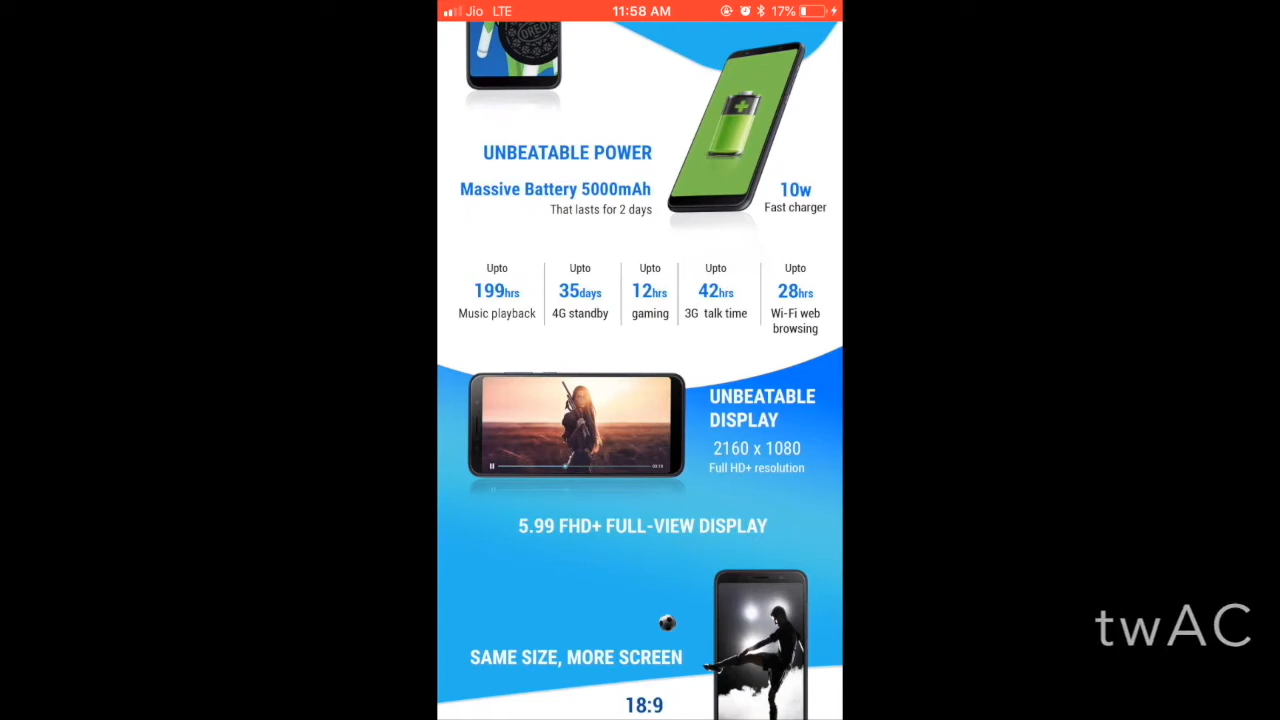 Jio LTE 11:58 AM 17%
OREO
UNBEATABLE POWER
Massive Battery 5000mAh
That lasts for 2 days
10w
Fast charger
Upto Upto Upto Upto Upto
199hrs 35days 12hrs 42hrs 28hrs
Music playback 4G standby gaming 3G talk time Wi-Fi web
browsing
UNBEATABLE
DISPLAY
2160 x 1080
Full HD+ resolution
03:10
5.99 FHD+ FULL-VIEW DISPLAY
SAME SIZE, MORE SCREEN
18:9
twAC